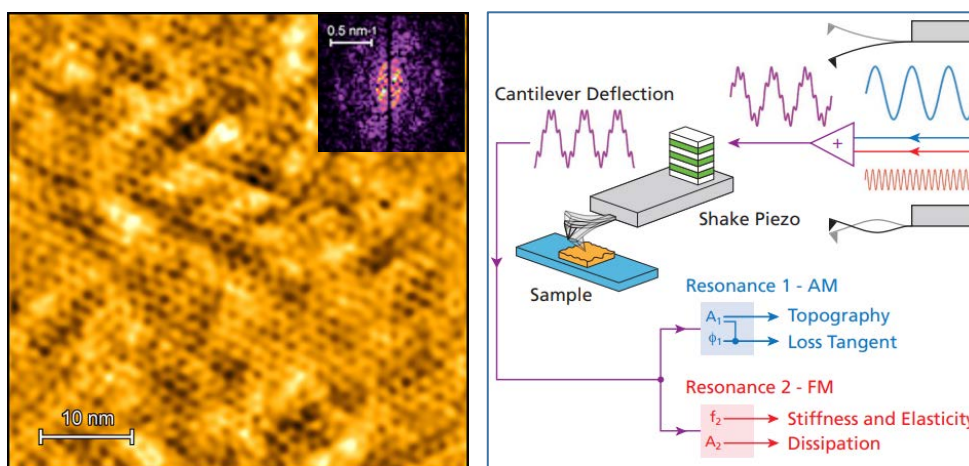 0.5 nm-1
10 nm
Cantilever Deflection
+
Shake Piezo
Sample
Resonance 1 - AM
A1
Topography
ϕ1
Loss Tangent
Resonance 2 - FM
f2
Stiffness and Elasticity
A2
Dissipation